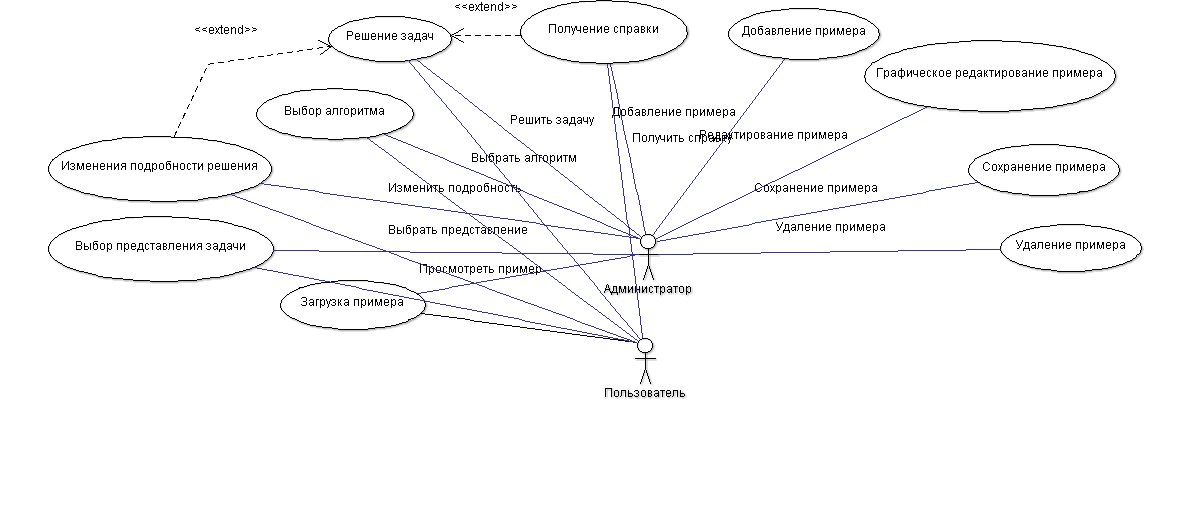 <<extend>>
<<extend>>
Решение задач
Получение справки
Добавление примера
Графическое редактирование примера
Выбор алгоритма
Решить задачу
Добавление примера
Получить справку
Редактирование примера
Изменения подробности решения
Выбрать алгоритм
Сохранение примера
Изменить подробность
Сохранение примера
Выбор представления задачи
Выбрать представление
Удаление примера
Удаление примера
Просмотреть пример
Загрузка примера
Администратор
Пользователь